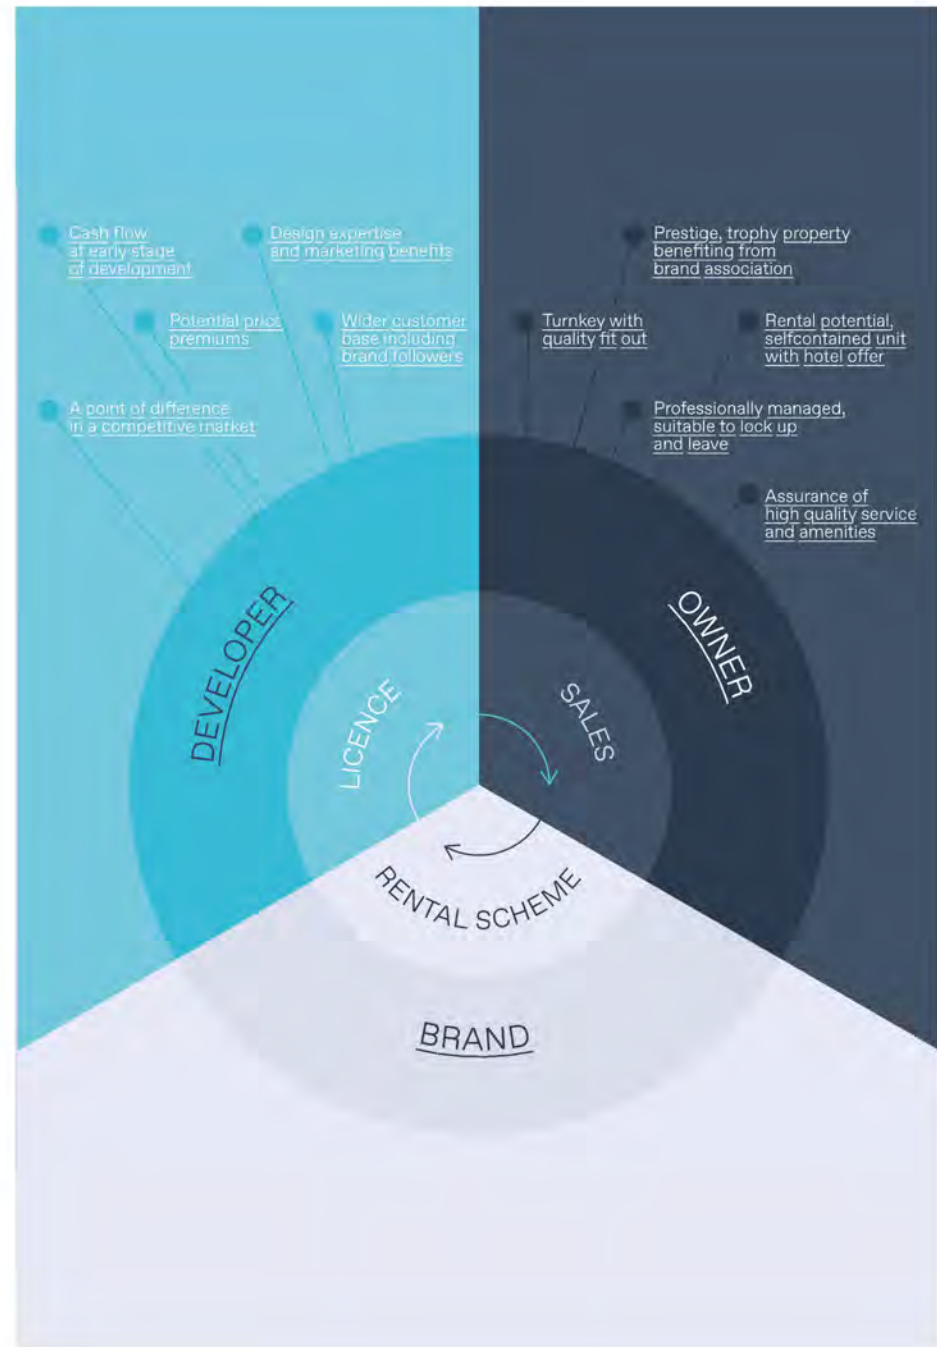 Cash flow
at early stage
of development
Design expertise
and marketing benefits
Potential price
premiums
Wider customer
base including
brand followers
A point of difference
in a competitive market
Prestige, trophy property
benefiting from
brand association
Turnkey with
quality fit out
Rental potential,
selfcontained unit
with hotel offer
Professionally managed,
suitable to lock up
and leave
Assurance of
high quality service
and amenities
DEVELOPER
OWNER
LICENCE
SALES
RENTAL SCHEME
BRAND